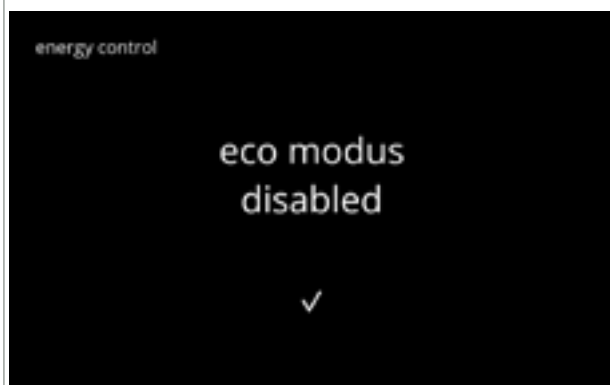 energy control
eco modus
disabled